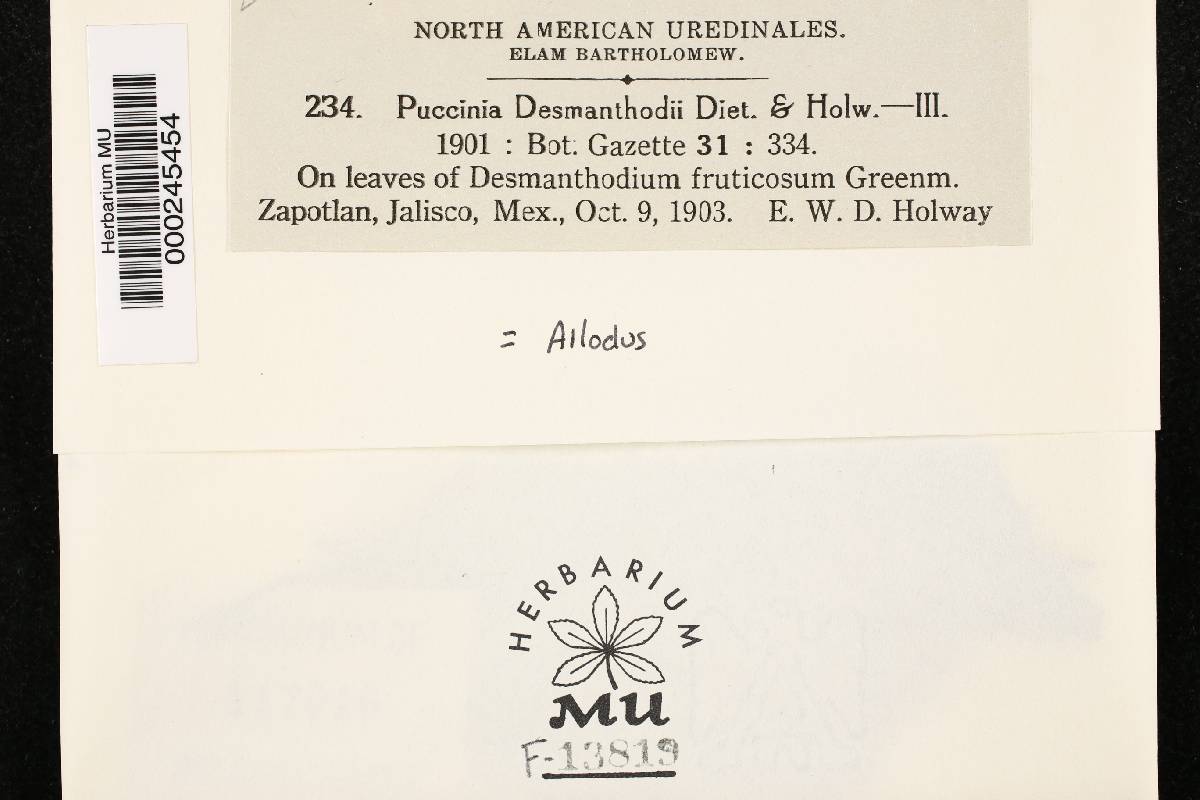 NORTH AMERICAN UREDINALES.
ELAM BARTHOLOMEW.
234. Puccinia Desmanthodii Diet. & Holw.—III.
1901 : Bot. Gazette 31 : 334.
On leaves of Desmanthodium fruticosum Greenm.
Zapotlan, Jalisco, Mex., Oct. 9, 1903. E. W. D. Holway
Herbarium MU
000245454
= Allodus
HERBARIUM
MU
F-13819